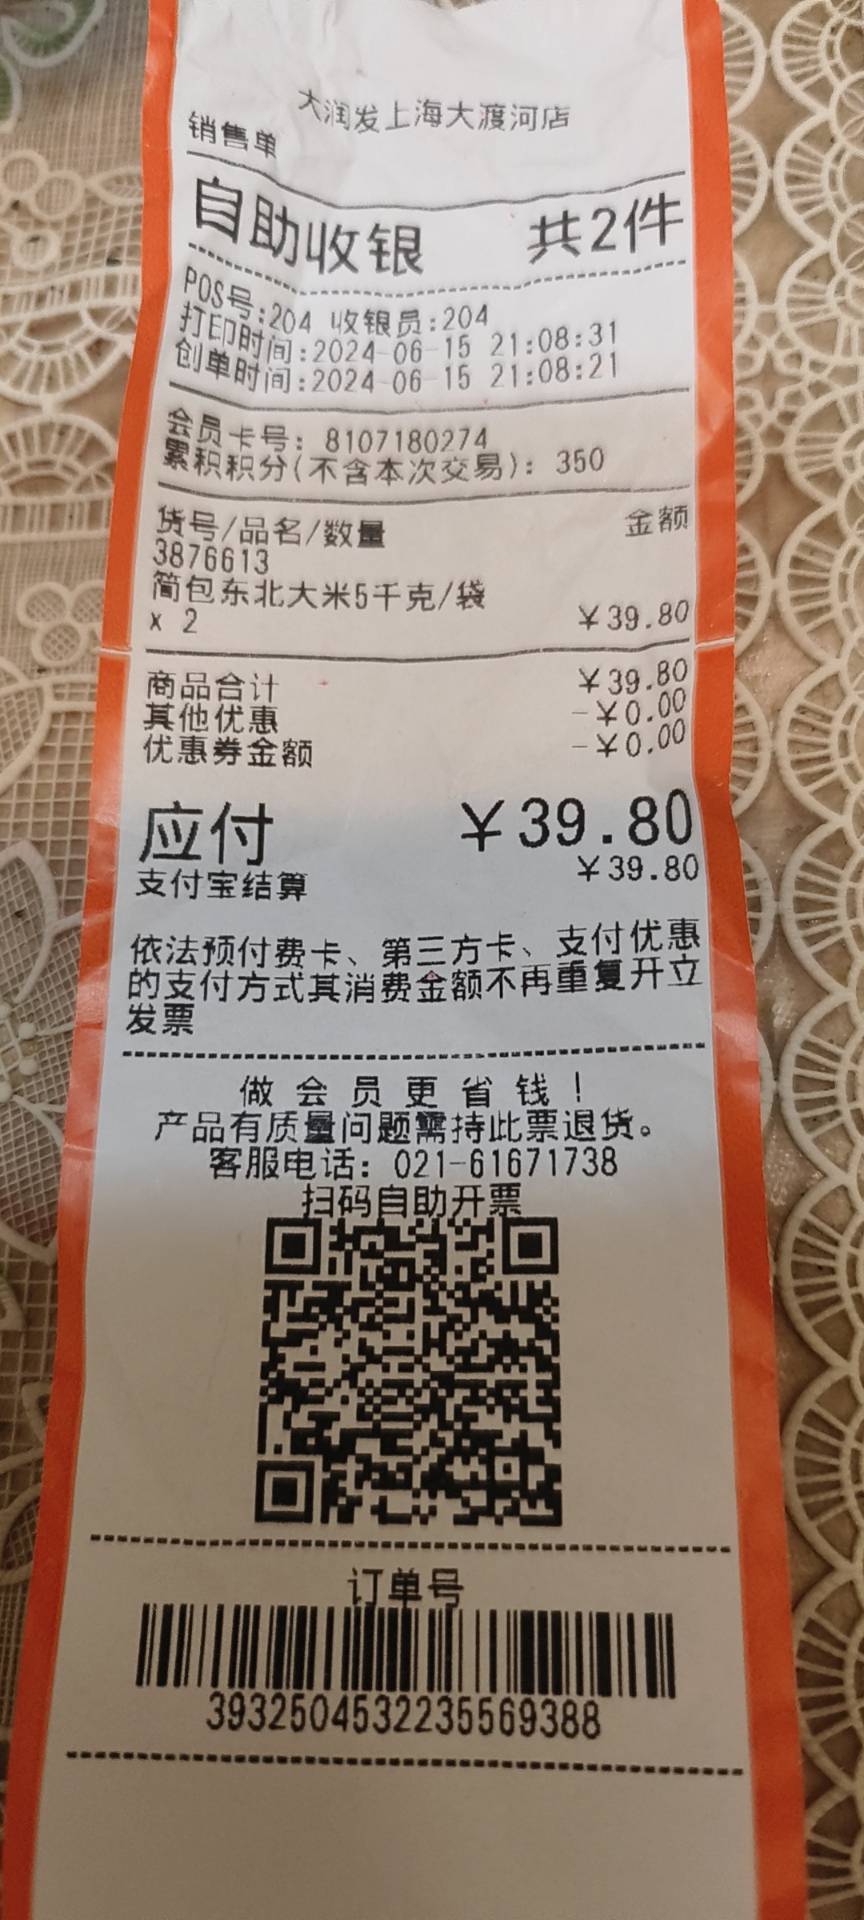 大润发上海大渡河店
销售单
自助收银 共2件
POS号:204 收银员:204
打印时间:2024-06-15 21:08:31
创单时间:2024-06-15 21:08:21
会员卡号: 8107180274
累积积分(不含本次交易): 350
货号/品名/数量 金额
3876613
简包东北大米5千克/袋
x 2 ¥39.80
商品合计 ¥39.80
其他优惠 -¥0.00
优惠券金额 -¥0.00
应付 ¥39.80
支付宝结算 ¥39.80
依法预付费卡、第三方卡、支付优惠
的支付方式其消费金额不再重复开立
发票
做会员更省钱!
产品有质量问题需持此票退货。
客服电话: 021-61671738
扫码自助开票
订单号
3932504532235569388